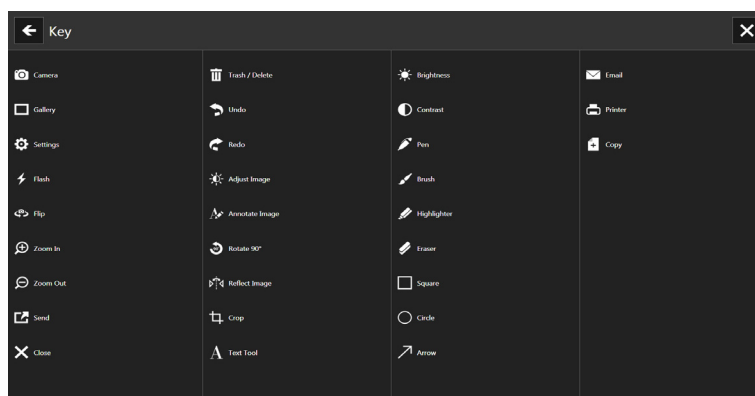 Key
Camera
Gallery
Settings
Flash
Flip
Zoom In
Zoom Out
Send
Close
Trash / Delete
Undo
Redo
Adjust Image
Annotate Image
Rotate 90°
Reflect Image
Crop
Text Tool
Brightness
Contrast
Pen
Brush
Highlighter
Eraser
Square
Circle
Arrow
Email
Printer
Copy